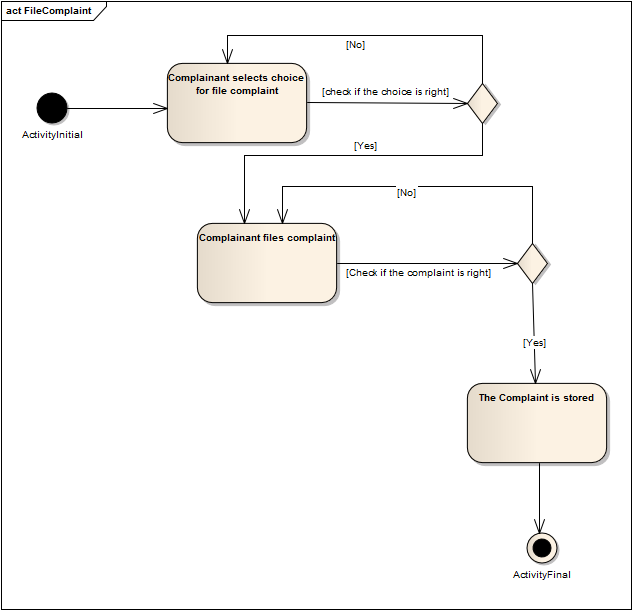 act FileComplaint
[No]
Complainant selects choice
for file complaint
[check if the choice is right]
ActivityInitial
[Yes]
[No]
Complainant files complaint
[Check if the complaint is right]
[Yes]
The Complaint is stored
ActivityFinal